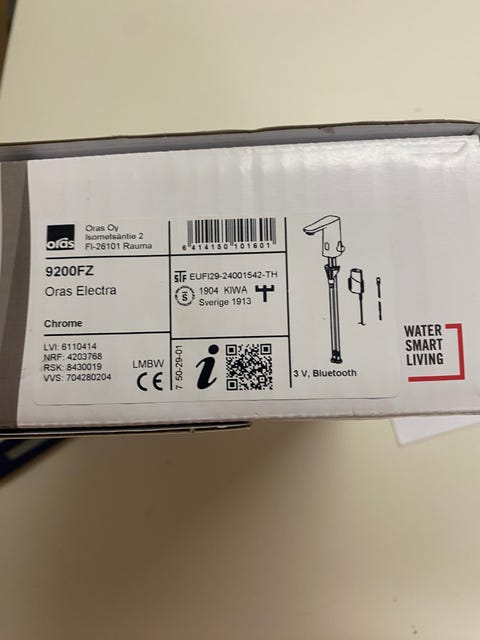 oras
Oras Oy
Isometsäntie 2
FI-26101 Rauma
9200FZ
Oras Electra
Chrome
LVI: 6110414
NRF: 4203768
RSK: 8430019
VVS: 704280204
LMBW
CE
6 414150 101601
STF EUFI29-24001542-TH
S 1904 KIWA
Sverige 1913
7 50-29-01
i
3 V, Bluetooth
WATER
SMART
LIVING